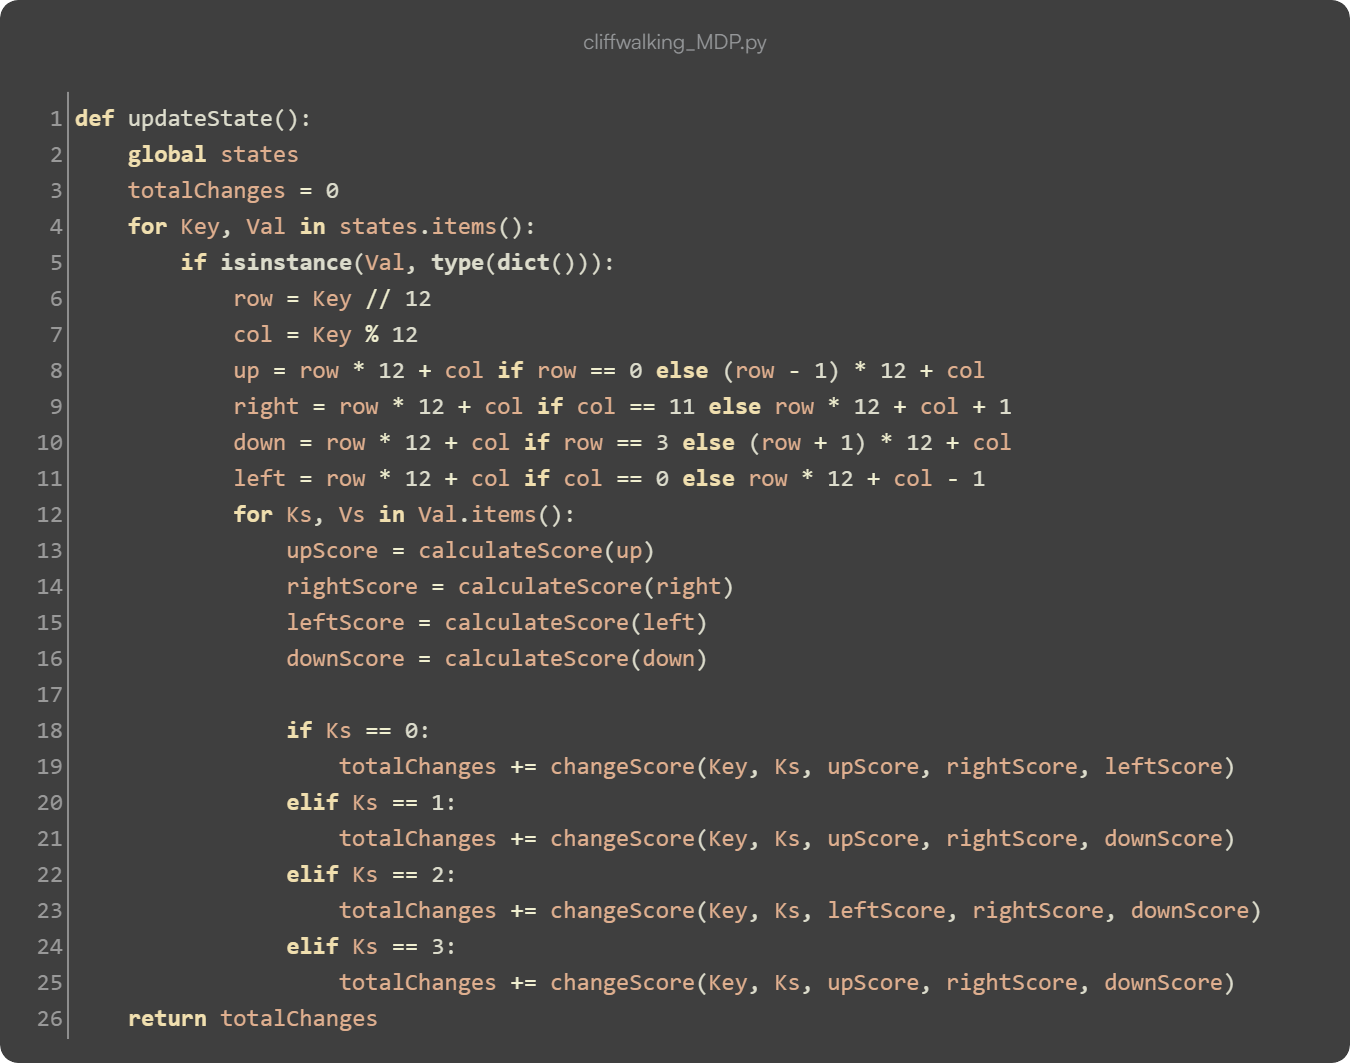 cliffwalking_MDP.py
1 def updateState():
2     global states
3     totalChanges = 0
4     for Key, Val in states.items():
5         if isinstance(Val, type(dict())):
6             row = Key // 12
7             col = Key % 12
8             up = row * 12 + col if row == 0 else (row - 1) * 12 + col
9             right = row * 12 + col if col == 11 else row * 12 + col + 1
10             down = row * 12 + col if row == 3 else (row + 1) * 12 + col
11             left = row * 12 + col if col == 0 else row * 12 + col - 1
12             for Ks, Vs in Val.items():
13                 upScore = calculateScore(up)
14                 rightScore = calculateScore(right)
15                 leftScore = calculateScore(left)
16                 downScore = calculateScore(down)
17
18                 if Ks == 0:
19                     totalChanges += changeScore(Key, Ks, upScore, rightScore, leftScore)
20                 elif Ks == 1:
21                     totalChanges += changeScore(Key, Ks, upScore, rightScore, downScore)
22                 elif Ks == 2:
23                     totalChanges += changeScore(Key, Ks, leftScore, rightScore, downScore)
24                 elif Ks == 3:
25                     totalChanges += changeScore(Key, Ks, upScore, rightScore, downScore)
26     return totalChanges